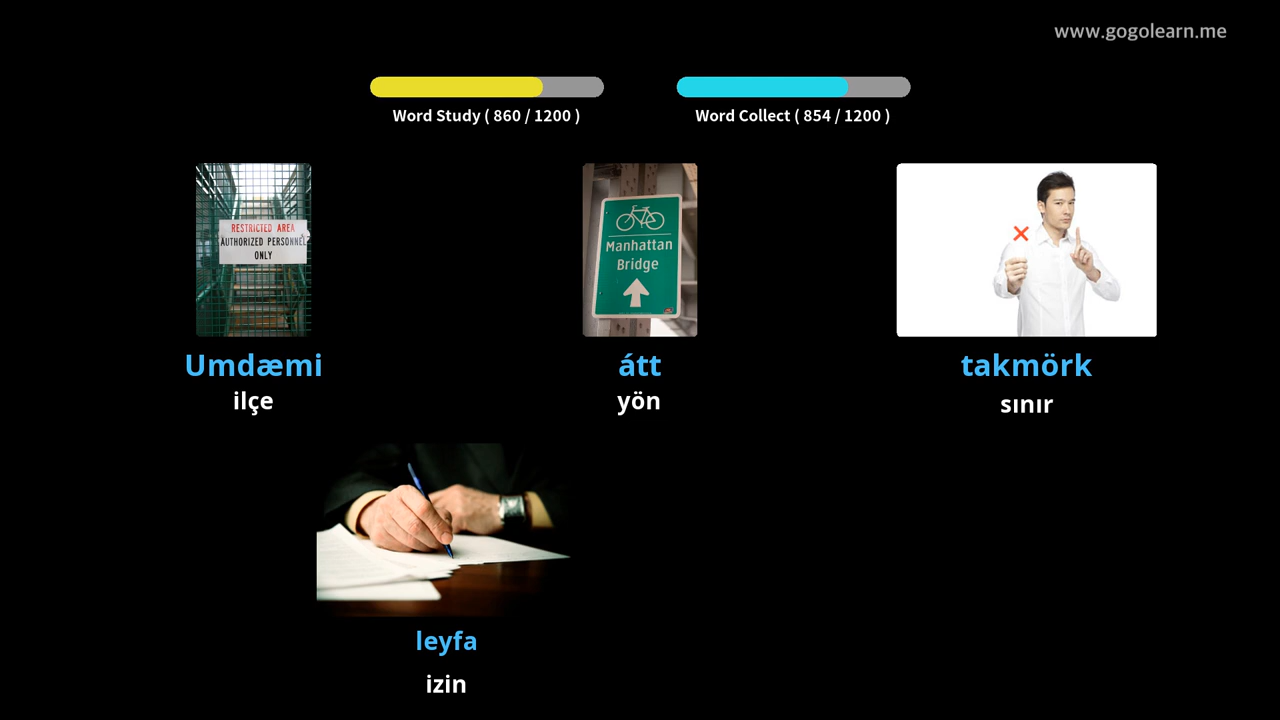 www.gogolearn.me
Word Study ( 860 / 1200 )
Word Collect ( 854 / 1200 )
RESTRICTED AREA
AUTHORIZED PERSONNEL
ONLY
Manhattan
Bridge
Umdæmi
átt
takmörk
ilçe
yön
sınır
leyfa
izin